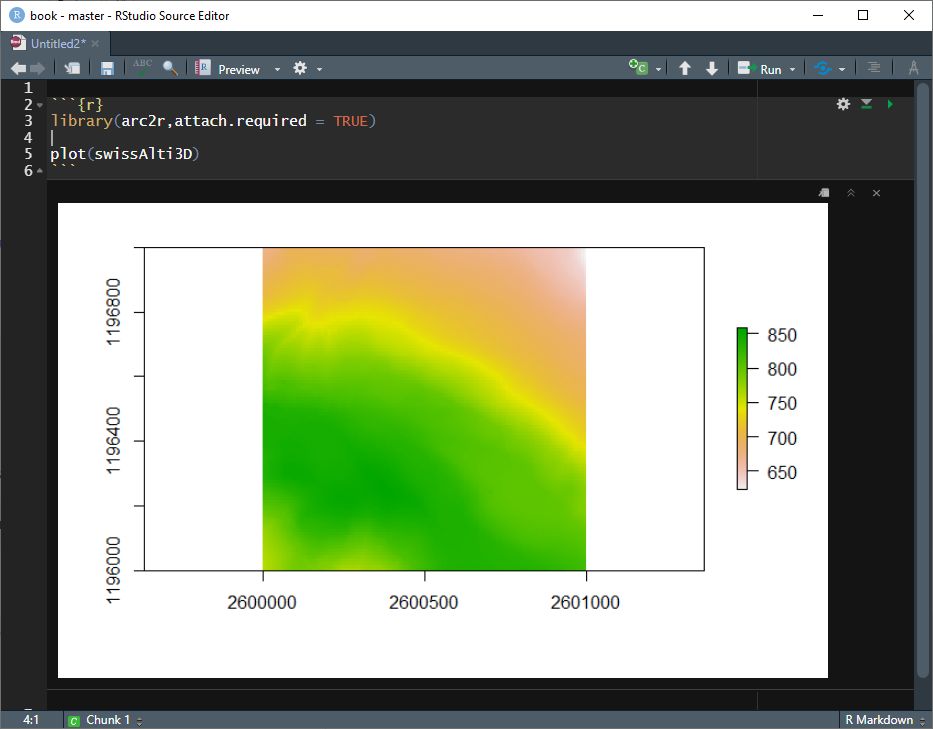 book - master - RStudio Source Editor
Untitled2*
ABC
Preview
Run
1
2 ```{r}
3 library(arc2r,attach.required = TRUE)
4
5 plot(swissAlti3D)
6 ```
1196800
1196400
1196000
2600000 2600500 2601000
850
800
750
700
650
4:1 C Chunk 1 R Markdown